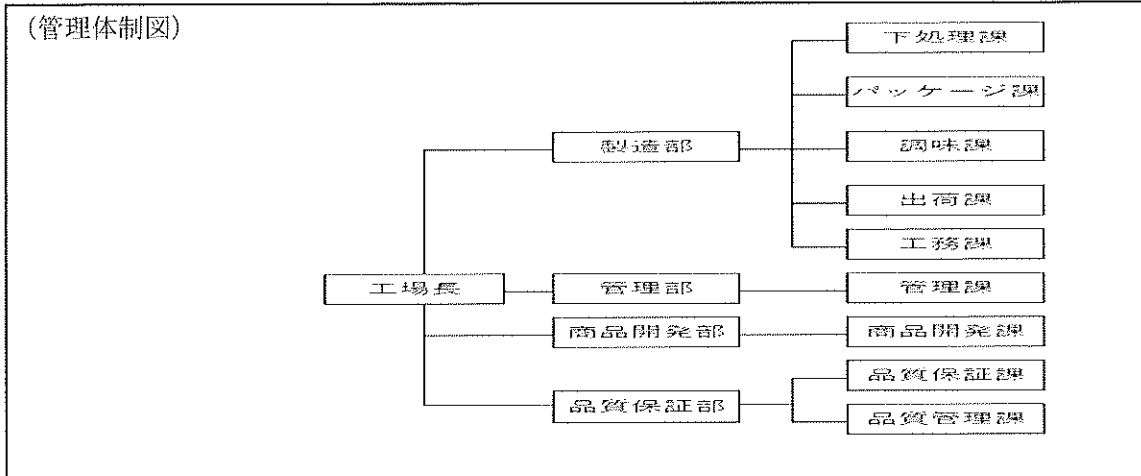 （管理体制図）
下処理課
パッケージ課
製造部
調味課
出荷課
工務課
工場長
管理部
管理課
商品開発部
商品開発課
品質保証課
品質保証部
品質管理課